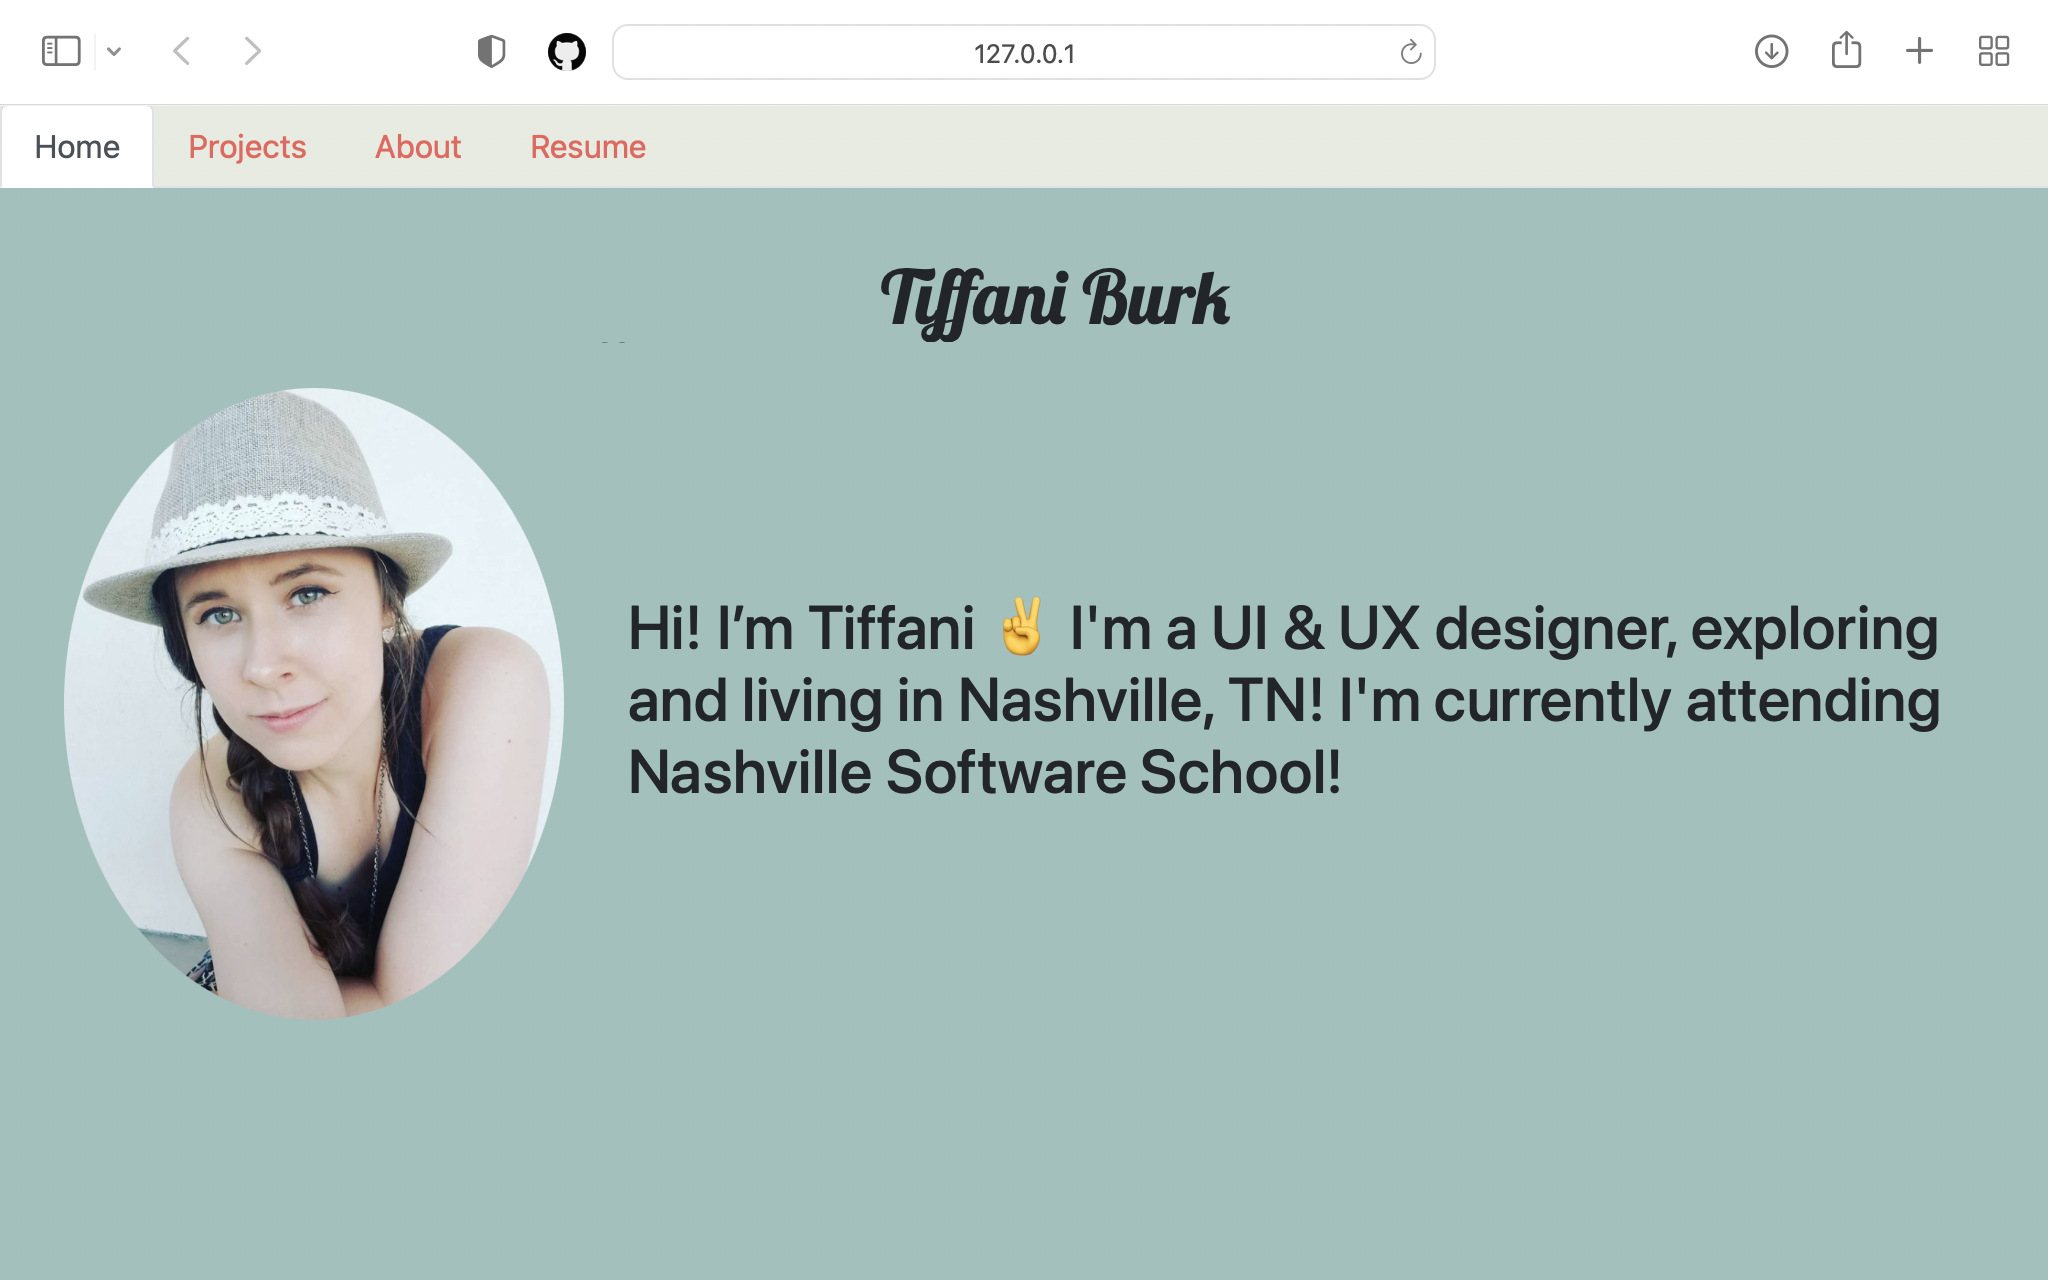 127.0.0.1
Home Projects About Resume
Tiffani Burk
Hi! I’m Tiffani ✌️ I'm a UI & UX designer, exploring
and living in Nashville, TN! I'm currently attending
Nashville Software School!